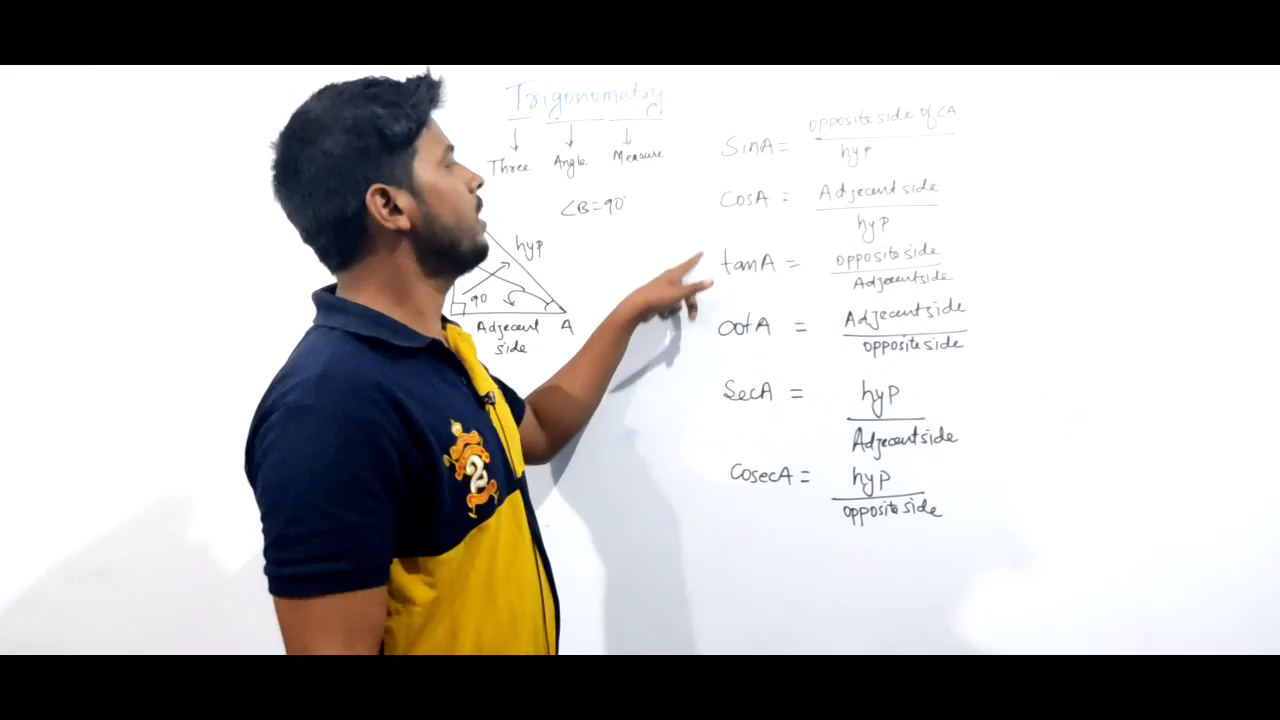 Trigonometry
Three Angle Measure
∠B=90°
hyp
90
Adjecent A
side
SinA = opposite side of ∠A
hyp
CosA = Adjecent side
hyp
tanA = opposite side
Adjecent side
cotA = Adjecent side
opposite side
SecA = hyp
Adjecent side
CosecA = hyp
opposite side
2